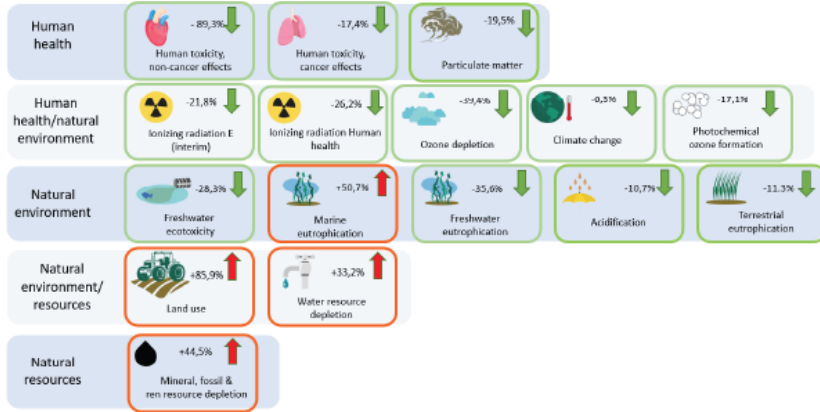 Human
health
- 89,3%
Human toxicity,
non-cancer effects
-17,4%
Human toxicity,
cancer effects
-19,5%
Particulate matter
Human
health/natural
environment
-21,8%
Ionizing radiation E
(interim)
-26,2%
Ionizing radiation Human
health
-39,4%
Ozone depletion
-0,3%
Climate change
-17,1%
Photochemical
ozone formation
Natural
environment
-28,3%
Freshwater
ecotoxicity
+50,7%
Marine
eutrophication
-35,6%
Freshwater
eutrophication
-10,7%
Acidification
-11.3%
Terrestrial
eutrophication
Natural
environment/
resources
+85,9%
Land use
+33,2%
Water resource
depletion
Natural
resources
+44,5%
Mineral, fossil &
ren resource depletion